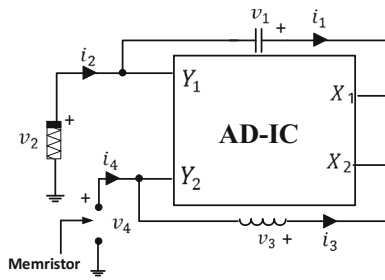 v₁
i₁
i₂
Y₁
X₁
AD-IC
v₂
+
+
X₂
i₄
Y₂
+
v₄
v₃ +
i₃
Memristor